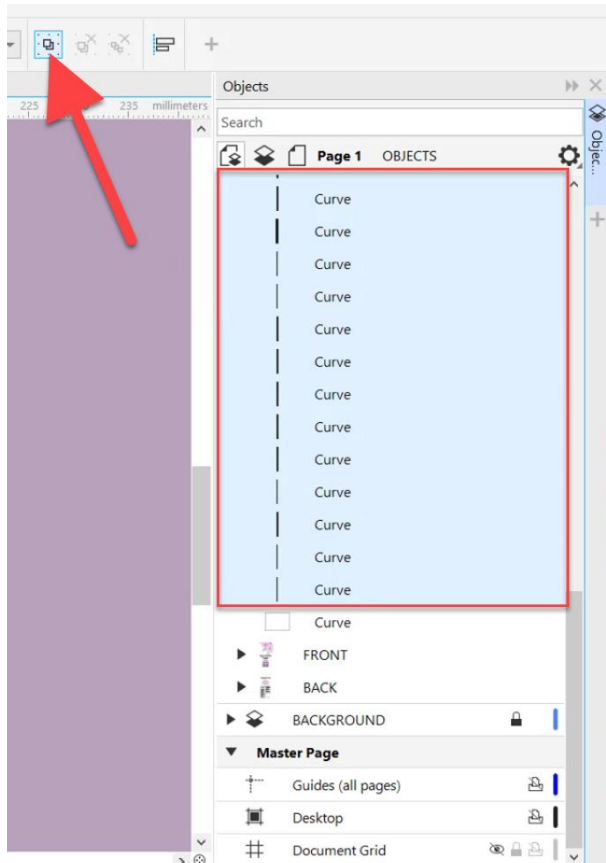 Objects
225 235 millimeters
Search
Page 1 OBJECTS
Objec...
Curve
Curve
Curve
Curve
Curve
Curve
Curve
Curve
Curve
Curve
Curve
Curve
Curve
Curve
FRONT
BACK
BACKGROUND
Master Page
Guides (all pages)
Desktop
Document Grid